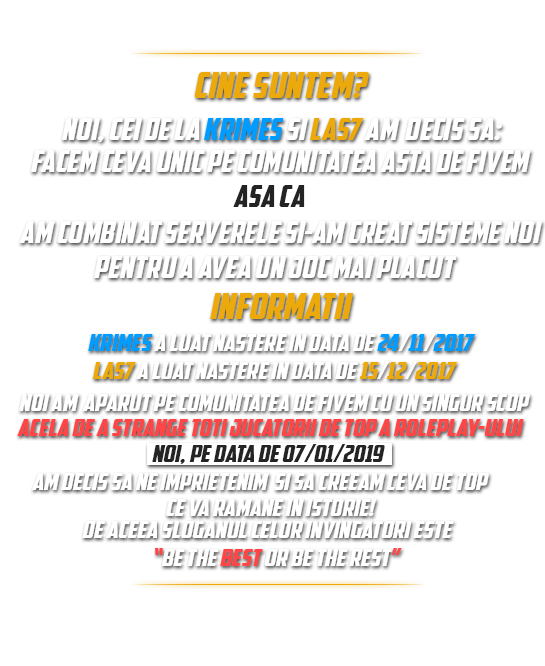 CINE SUNTEM?
NOI, CEI DE LA KRIMES SI LAS7 AM DECIS SA:
FACEM CEVA UNIC PE COMUNITATEA ASTA DE FIVEM
ASA CA
AM COMBINAT SERVERELE SI-AM CREAT SISTEME NOI
PENTRU A AVEA UN JOC MAI PLACUT
INFORMATII
KRIMES A LUAT NASTERE IN DATA DE 24/11/2017
LAS7 A LUAT NASTERE IN DATA DE 15/12/2017
NOI AM APARUT PE COMUNITATEA DE FIVEM CU UN SINGUR SCOP
ACELA DE A STRANGE TOTI JUCATORII DE TOP A ROLEPLAY-ULUI
NOI, PE DATA DE 07/01/2019
AM DECIS SA NE IMPRIETENIM SI SA CREEAM CEVA DE TOP
CE VA RAMANE IN ISTORIE!
DE ACEEA SLOGANUL CELOR INVINGATORI ESTE
"BE THE BEST OR BE THE REST"